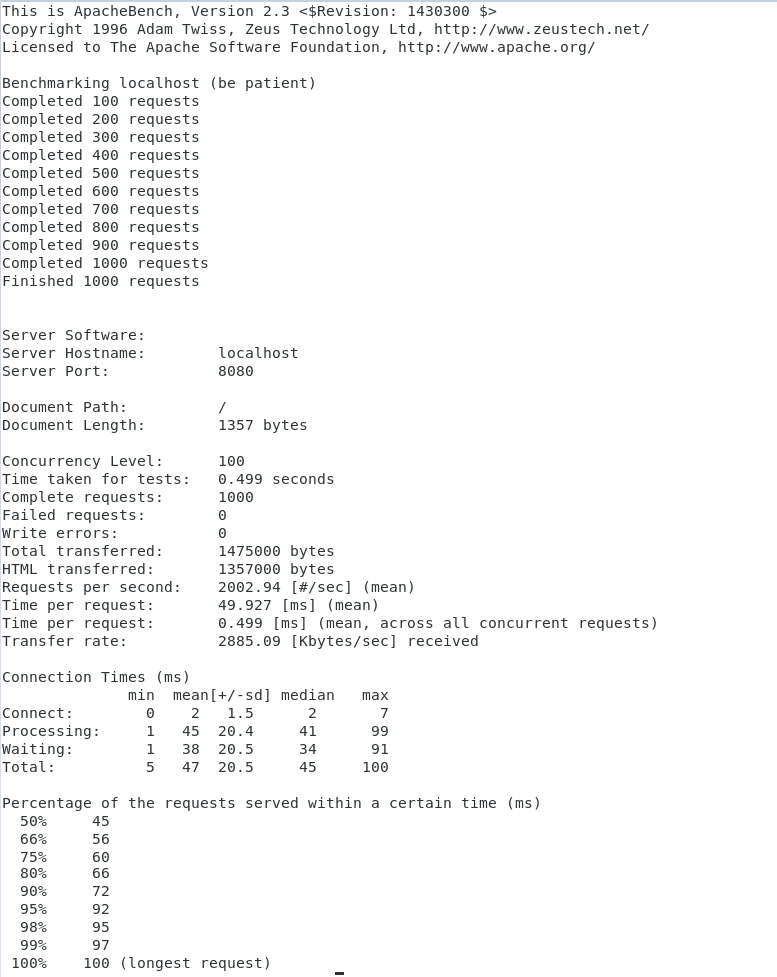 This is ApacheBench, Version 2.3 <$Revision: 1430300 $>
Copyright 1996 Adam Twiss, Zeus Technology Ltd, http://www.zeustech.net/
Licensed to The Apache Software Foundation, http://www.apache.org/

Benchmarking localhost (be patient)
Completed 100 requests
Completed 200 requests
Completed 300 requests
Completed 400 requests
Completed 500 requests
Completed 600 requests
Completed 700 requests
Completed 800 requests
Completed 900 requests
Completed 1000 requests
Finished 1000 requests


Server Software:
Server Hostname:        localhost
Server Port:            8080

Document Path:          /
Document Length:        1357 bytes

Concurrency Level:      100
Time taken for tests:   0.499 seconds
Complete requests:      1000
Failed requests:        0
Write errors:           0
Total transferred:      1475000 bytes
HTML transferred:       1357000 bytes
Requests per second:    2002.94 [#/sec] (mean)
Time per request:       49.927 [ms] (mean)
Time per request:       0.499 [ms] (mean, across all concurrent requests)
Transfer rate:          2885.09 [Kbytes/sec] received

Connection Times (ms)
              min  mean[+/-sd] median   max
Connect:        0    2   1.5      2       7
Processing:     1   45  20.4     41      99
Waiting:        1   38  20.5     34      91
Total:          5   47  20.5     45     100

Percentage of the requests served within a certain time (ms)
  50%     45
  66%     56
  75%     60
  80%     66
  90%     72
  95%     92
  98%     95
  99%     97
 100%    100 (longest request)